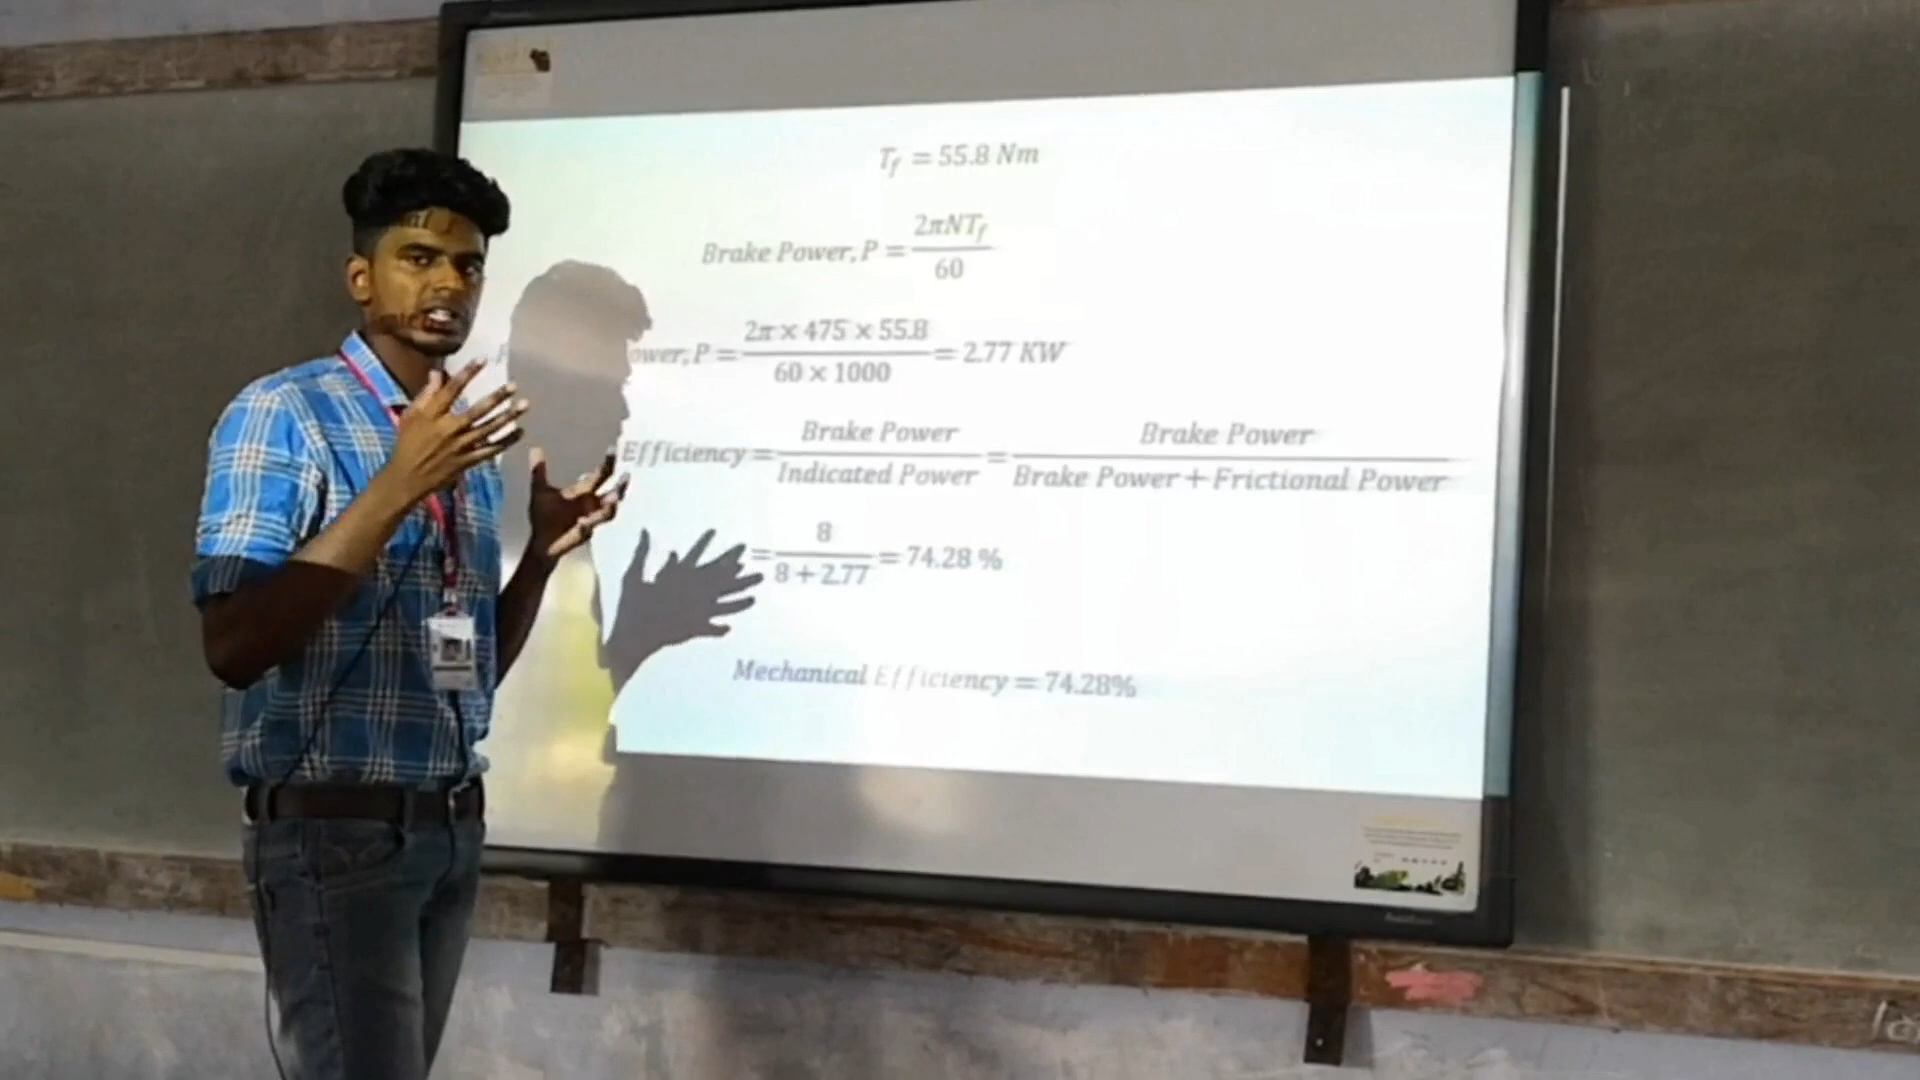 T_f = 55.8 Nm
Brake Power, P = 2πNT_f / 60
ower, P = 2π × 475 × 55.8 / 60 × 1000 = 2.77 KW
Efficiency = Brake Power / Indicated Power = Brake Power / Brake Power + Frictional Power
= 8 / 8 + 2.77 = 74.28 %
Mechanical Efficiency = 74.28%